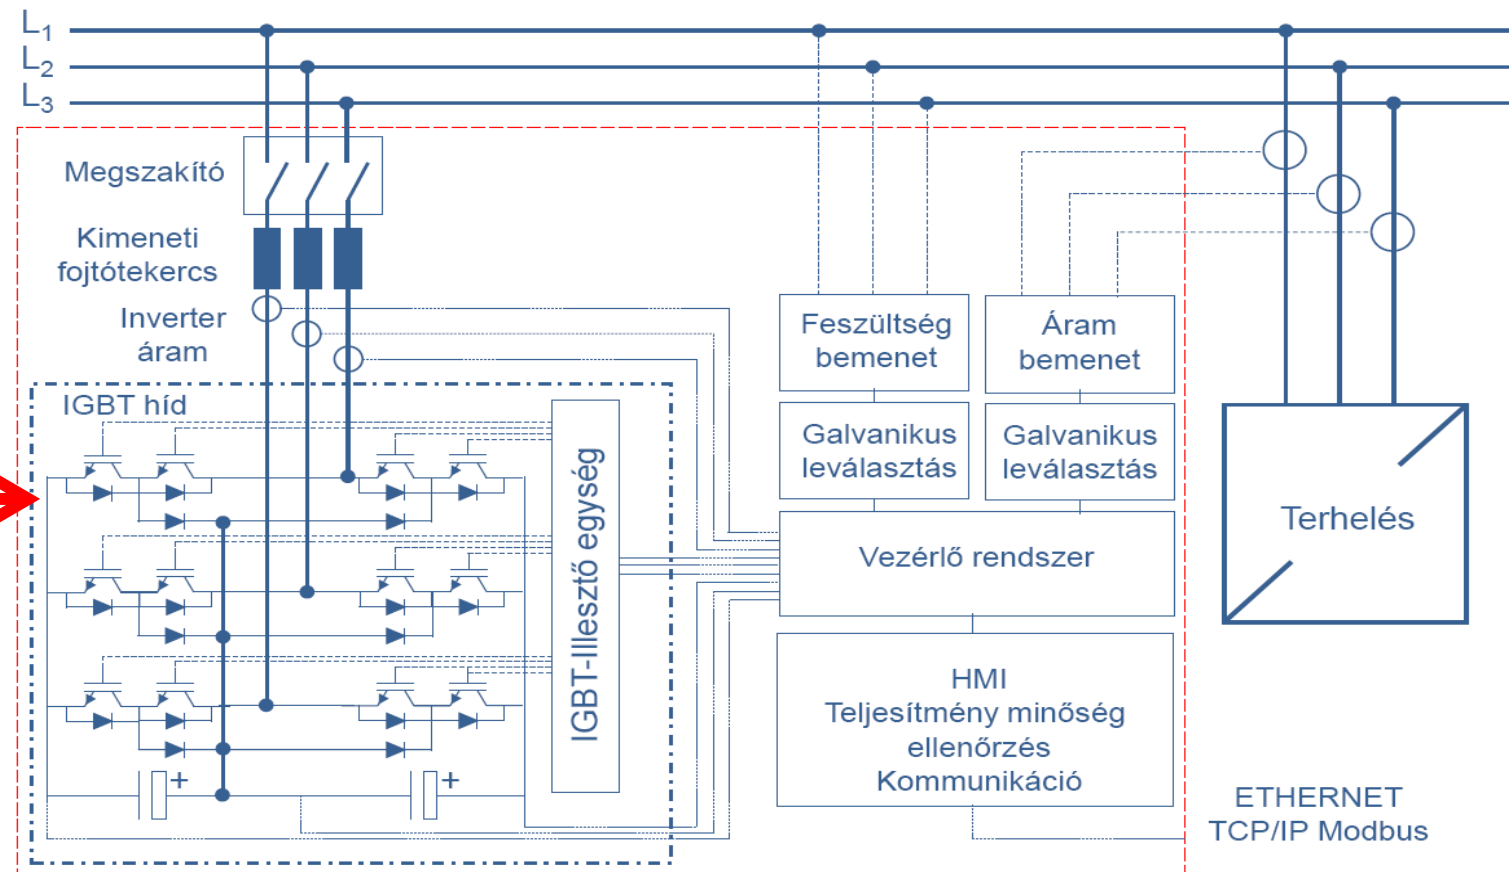 L1
L2
L3
Megszakító
Kimeneti
fojtótekercs
Inverter
áram
IGBT híd
IGBT-Illesztő egység
+
+
Feszültség
bemenet
Áram
bemenet
Galvanikus
leválasztás
Galvanikus
leválasztás
Vezérlő rendszer
HMI
Teljesítmény minőség
ellenőrzés
Kommunikáció
Terhelés
ETHERNET
TCP/IP Modbus